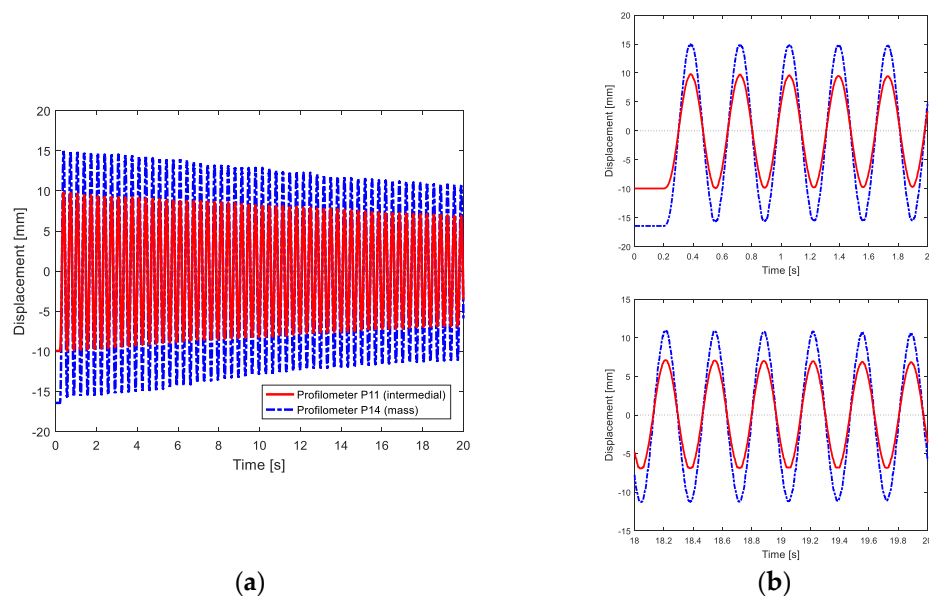 20
15
10
5
0
-5
-10
-15
-20
Displacement [mm]
0 2 4 6 8 10 12 14 16 18 20
Time [s]
Profilometer P11 (intermedial)
Profilometer P14 (mass)
(a)
20
15
10
5
0
-5
-10
-15
-20
Displacement [mm]
0 0.2 0.4 0.6 0.8 1 1.2 1.4 1.6 1.8 2
Time [s]
15
10
5
0
-5
-10
-15
Displacement [mm]
18 18.2 18.4 18.6 18.8 19 19.2 19.4 19.6 19.8 20
Time [s]
(b)